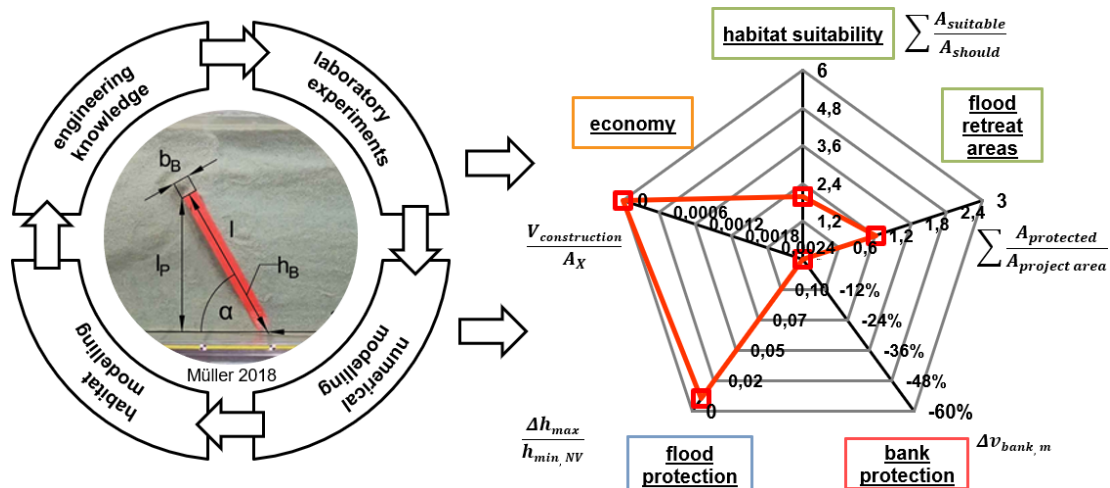 engineering
knowledge
laboratory
experiments
numerical
modelling
habitat
modelling
b_B
l
l_P
h_B
α
Müller 2018
habitat suitability
∑ A_suitable / A_should
flood
retreat
areas
∑ A_protected / A_project area
bank
protection
Δv_bank, m
flood
protection
Δh_max / h_min, NV
economy
V_construction / A_X
6
4,8
3,6
2,4
1,2
3
2,4
1,8
1,2
0,6
-12%
-24%
-36%
-48%
-60%
0,10
0,07
0,05
0,02
0
0
0,0006
0,0012
0,0018
0,0024